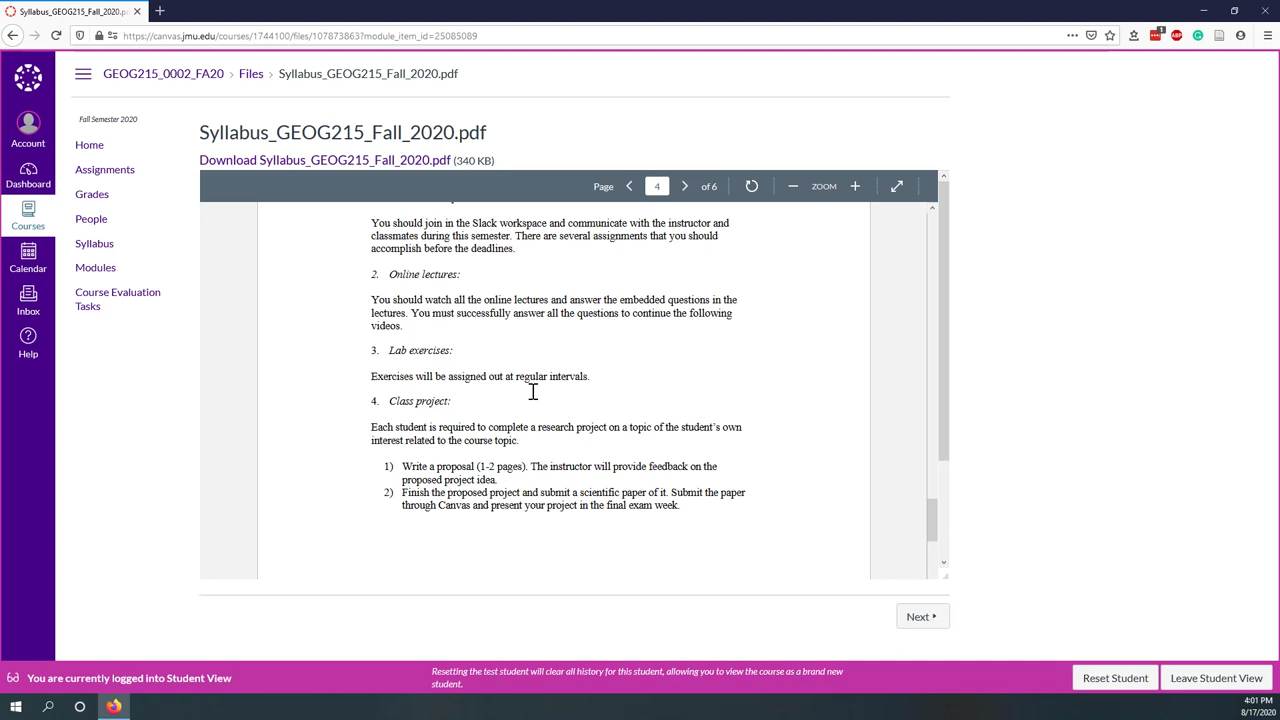 Syllabus_GEOG215_Fall_2020.pd
https://canvas.jmu.edu/courses/1744100/files/107873863?module_item_id=25085089
GEOG215_0002_FA20 › Files › Syllabus_GEOG215_Fall_2020.pdf
Account
Dashboard
Courses
Calendar
Inbox
Help
Fall Semester 2020
Home
Assignments
Grades
People
Syllabus
Modules
Course Evaluation
Tasks
Syllabus_GEOG215_Fall_2020.pdf
Download Syllabus_GEOG215_Fall_2020.pdf (340 KB)
Page 4 of 6 ZOOM
You should join in the Slack workspace and communicate with the instructor and
classmates during this semester. There are several assignments that you should
accomplish before the deadlines.
2. Online lectures:
You should watch all the online lectures and answer the embedded questions in the
lectures. You must successfully answer all the questions to continue the following
videos.
3. Lab exercises:
Exercises will be assigned out at regular intervals.
4. Class project:
Each student is required to complete a research project on a topic of the student's own
interest related to the course topic.
1) Write a proposal (1-2 pages). The instructor will provide feedback on the
proposed project idea.
2) Finish the proposed project and submit a scientific paper of it. Submit the paper
through Canvas and present your project in the final exam week.
Next
You are currently logged into Student View
Resetting the test student will clear all history for this student, allowing you to view the course as a brand new
student.
Reset Student
Leave Student View
4:01 PM
8/17/2020